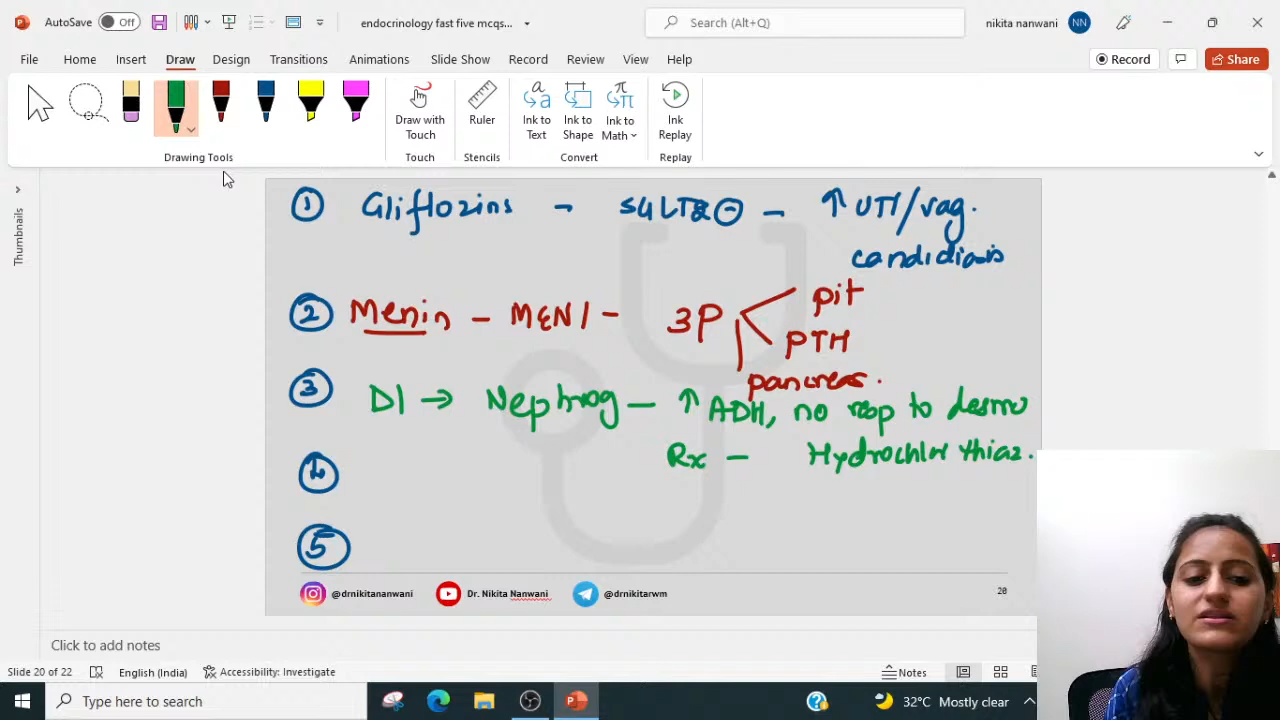 AutoSave Off endocrinology fast five mcqs... Search (Alt+Q) nikita nanwani NN
File Home Insert Draw Design Transitions Animations Slide Show Record Review View Help Record Share
Draw with Touch
Ruler
Ink to Text
Ink to Shape
Ink to Math
Ink Replay
Drawing Tools Touch Stencils Convert Replay
Thumbnails
① Gliflozins - SGLT2 ⊖ - ↑ UTI/vag.
candidiasis
② Menin - MEN1 - 3P pit
PTH
pancreas.
③ DI → Nephrog - ↑ ADH, no resp to desmo
Rx - Hydrochlor thiaz.
④
⑤
@drnikitananwani Dr. Nikita Nanwani @drnikitarwm 20
Click to add notes
Slide 20 of 22 English (India) Accessibility: Investigate Notes
Type here to search 32°C Mostly clear